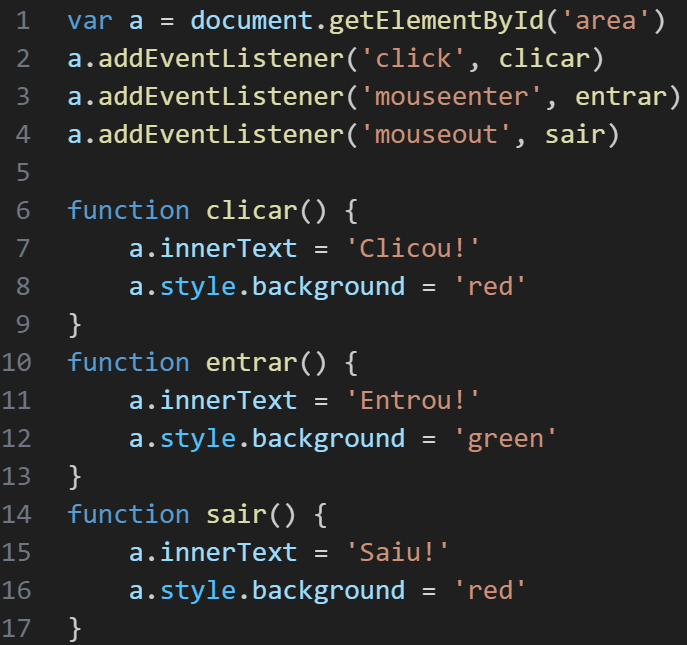 1 var a = document.getElementById('area')
2 a.addEventListener('click', clicar)
3 a.addEventListener('mouseenter', entrar)
4 a.addEventListener('mouseout', sair)
5
6 function clicar() {
7     a.innerText = 'Clicou!'
8     a.style.background = 'red'
9 }
10 function entrar() {
11     a.innerText = 'Entrou!'
12     a.style.background = 'green'
13 }
14 function sair() {
15     a.innerText = 'Saiu!'
16     a.style.background = 'red'
17 }